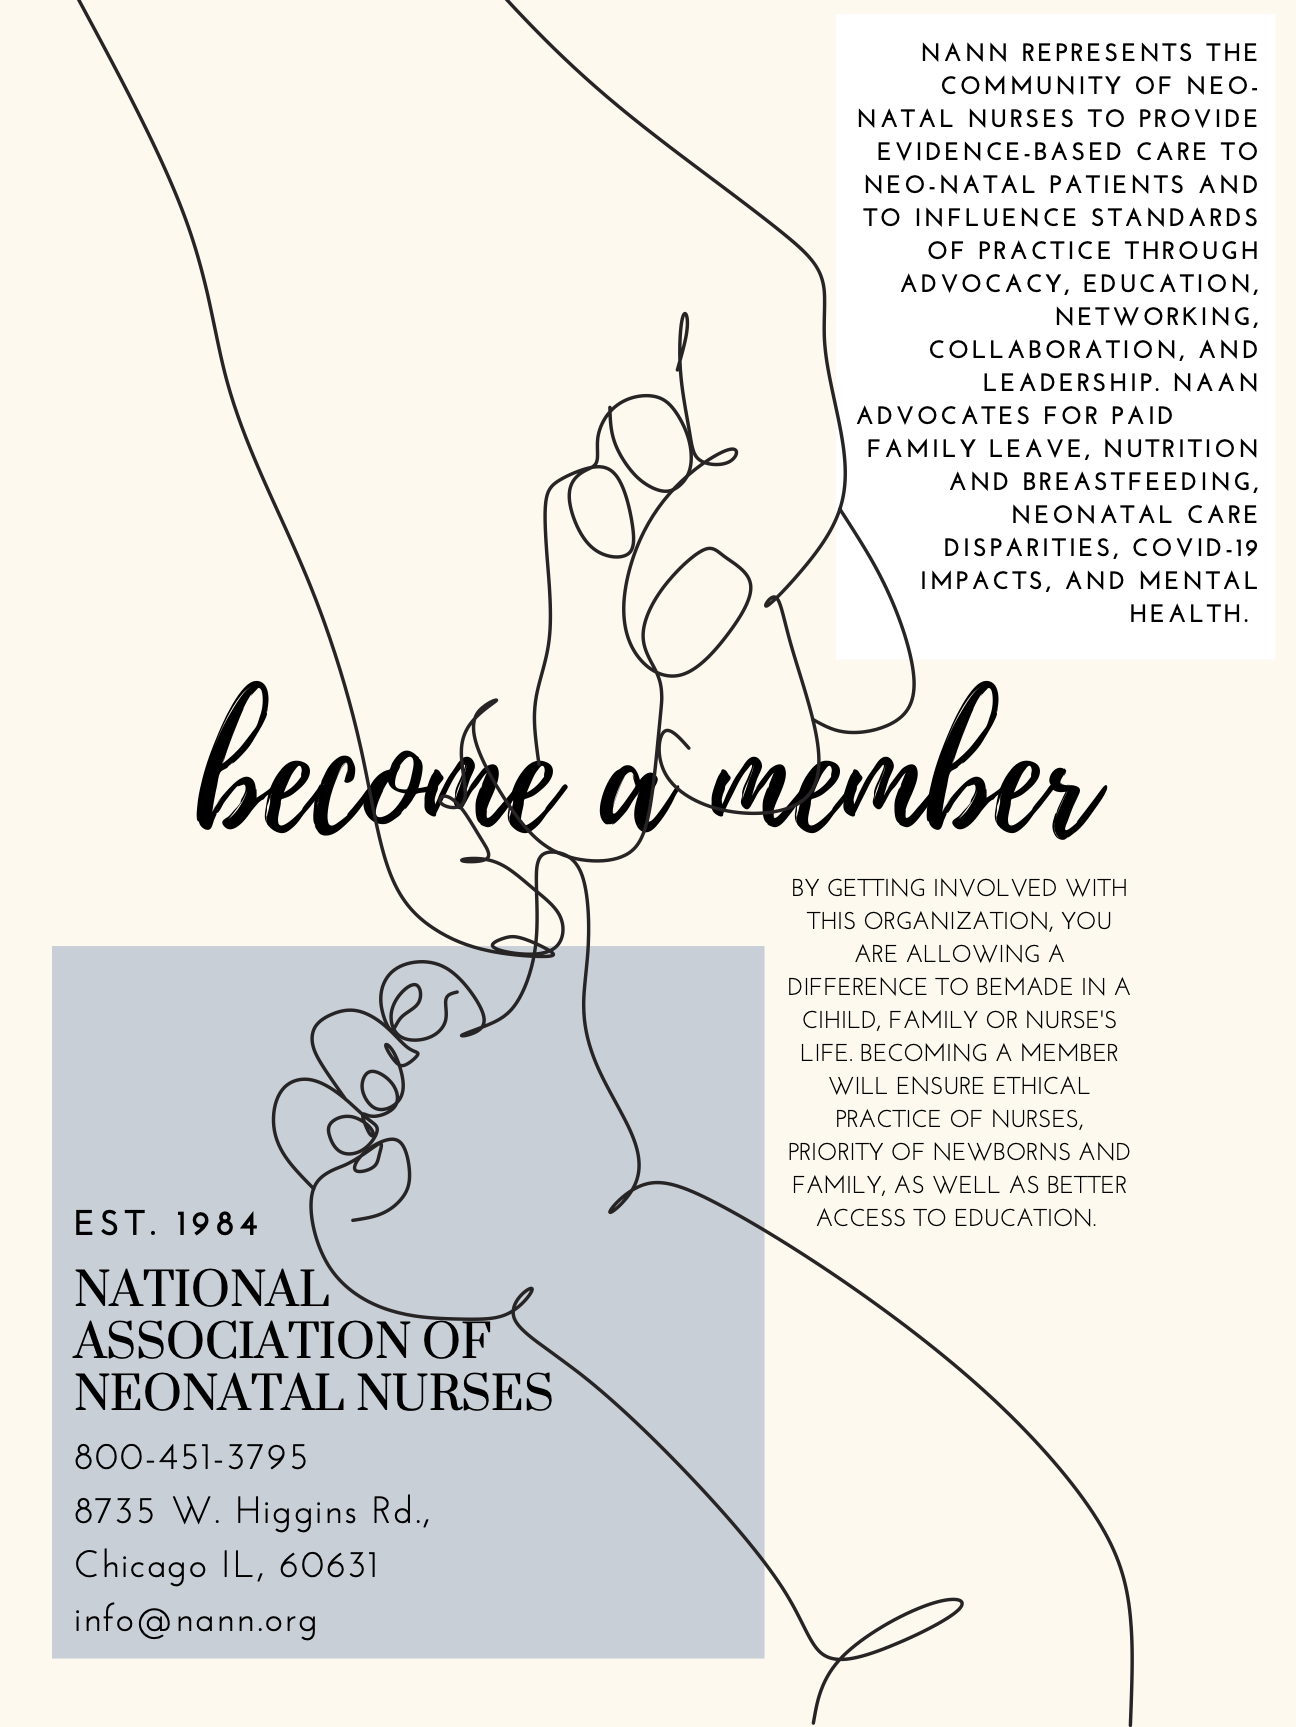 NANN REPRESENTS THE
COMMUNITY OF NEO-
NATAL NURSES TO PROVIDE
EVIDENCE-BASED CARE TO
NEO-NATAL PATIENTS AND
TO INFLUENCE STANDARDS
OF PRACTICE THROUGH
ADVOCACY, EDUCATION,
NETWORKING,
COLLABORATION, AND
LEADERSHIP. NAAN
ADVOCATES FOR PAID
FAMILY LEAVE, NUTRITION
AND BREASTFEEDING,
NEONATAL CARE
DISPARITIES, COVID-19
IMPACTS, AND MENTAL
HEALTH.
become a member
BY GETTING INVOLVED WITH
THIS ORGANIZATION, YOU
ARE ALLOWING A
DIFFERENCE TO BEMADE IN A
CIHILD, FAMILY OR NURSE'S
LIFE. BECOMING A MEMBER
WILL ENSURE ETHICAL
PRACTICE OF NURSES,
PRIORITY OF NEWBORNS AND
FAMILY, AS WELL AS BETTER
ACCESS TO EDUCATION.
EST. 1984
NATIONAL
ASSOCIATION OF
NEONATAL NURSES
800-451-3795
8735 W. Higgins Rd.,
Chicago IL, 60631
info@nann.org